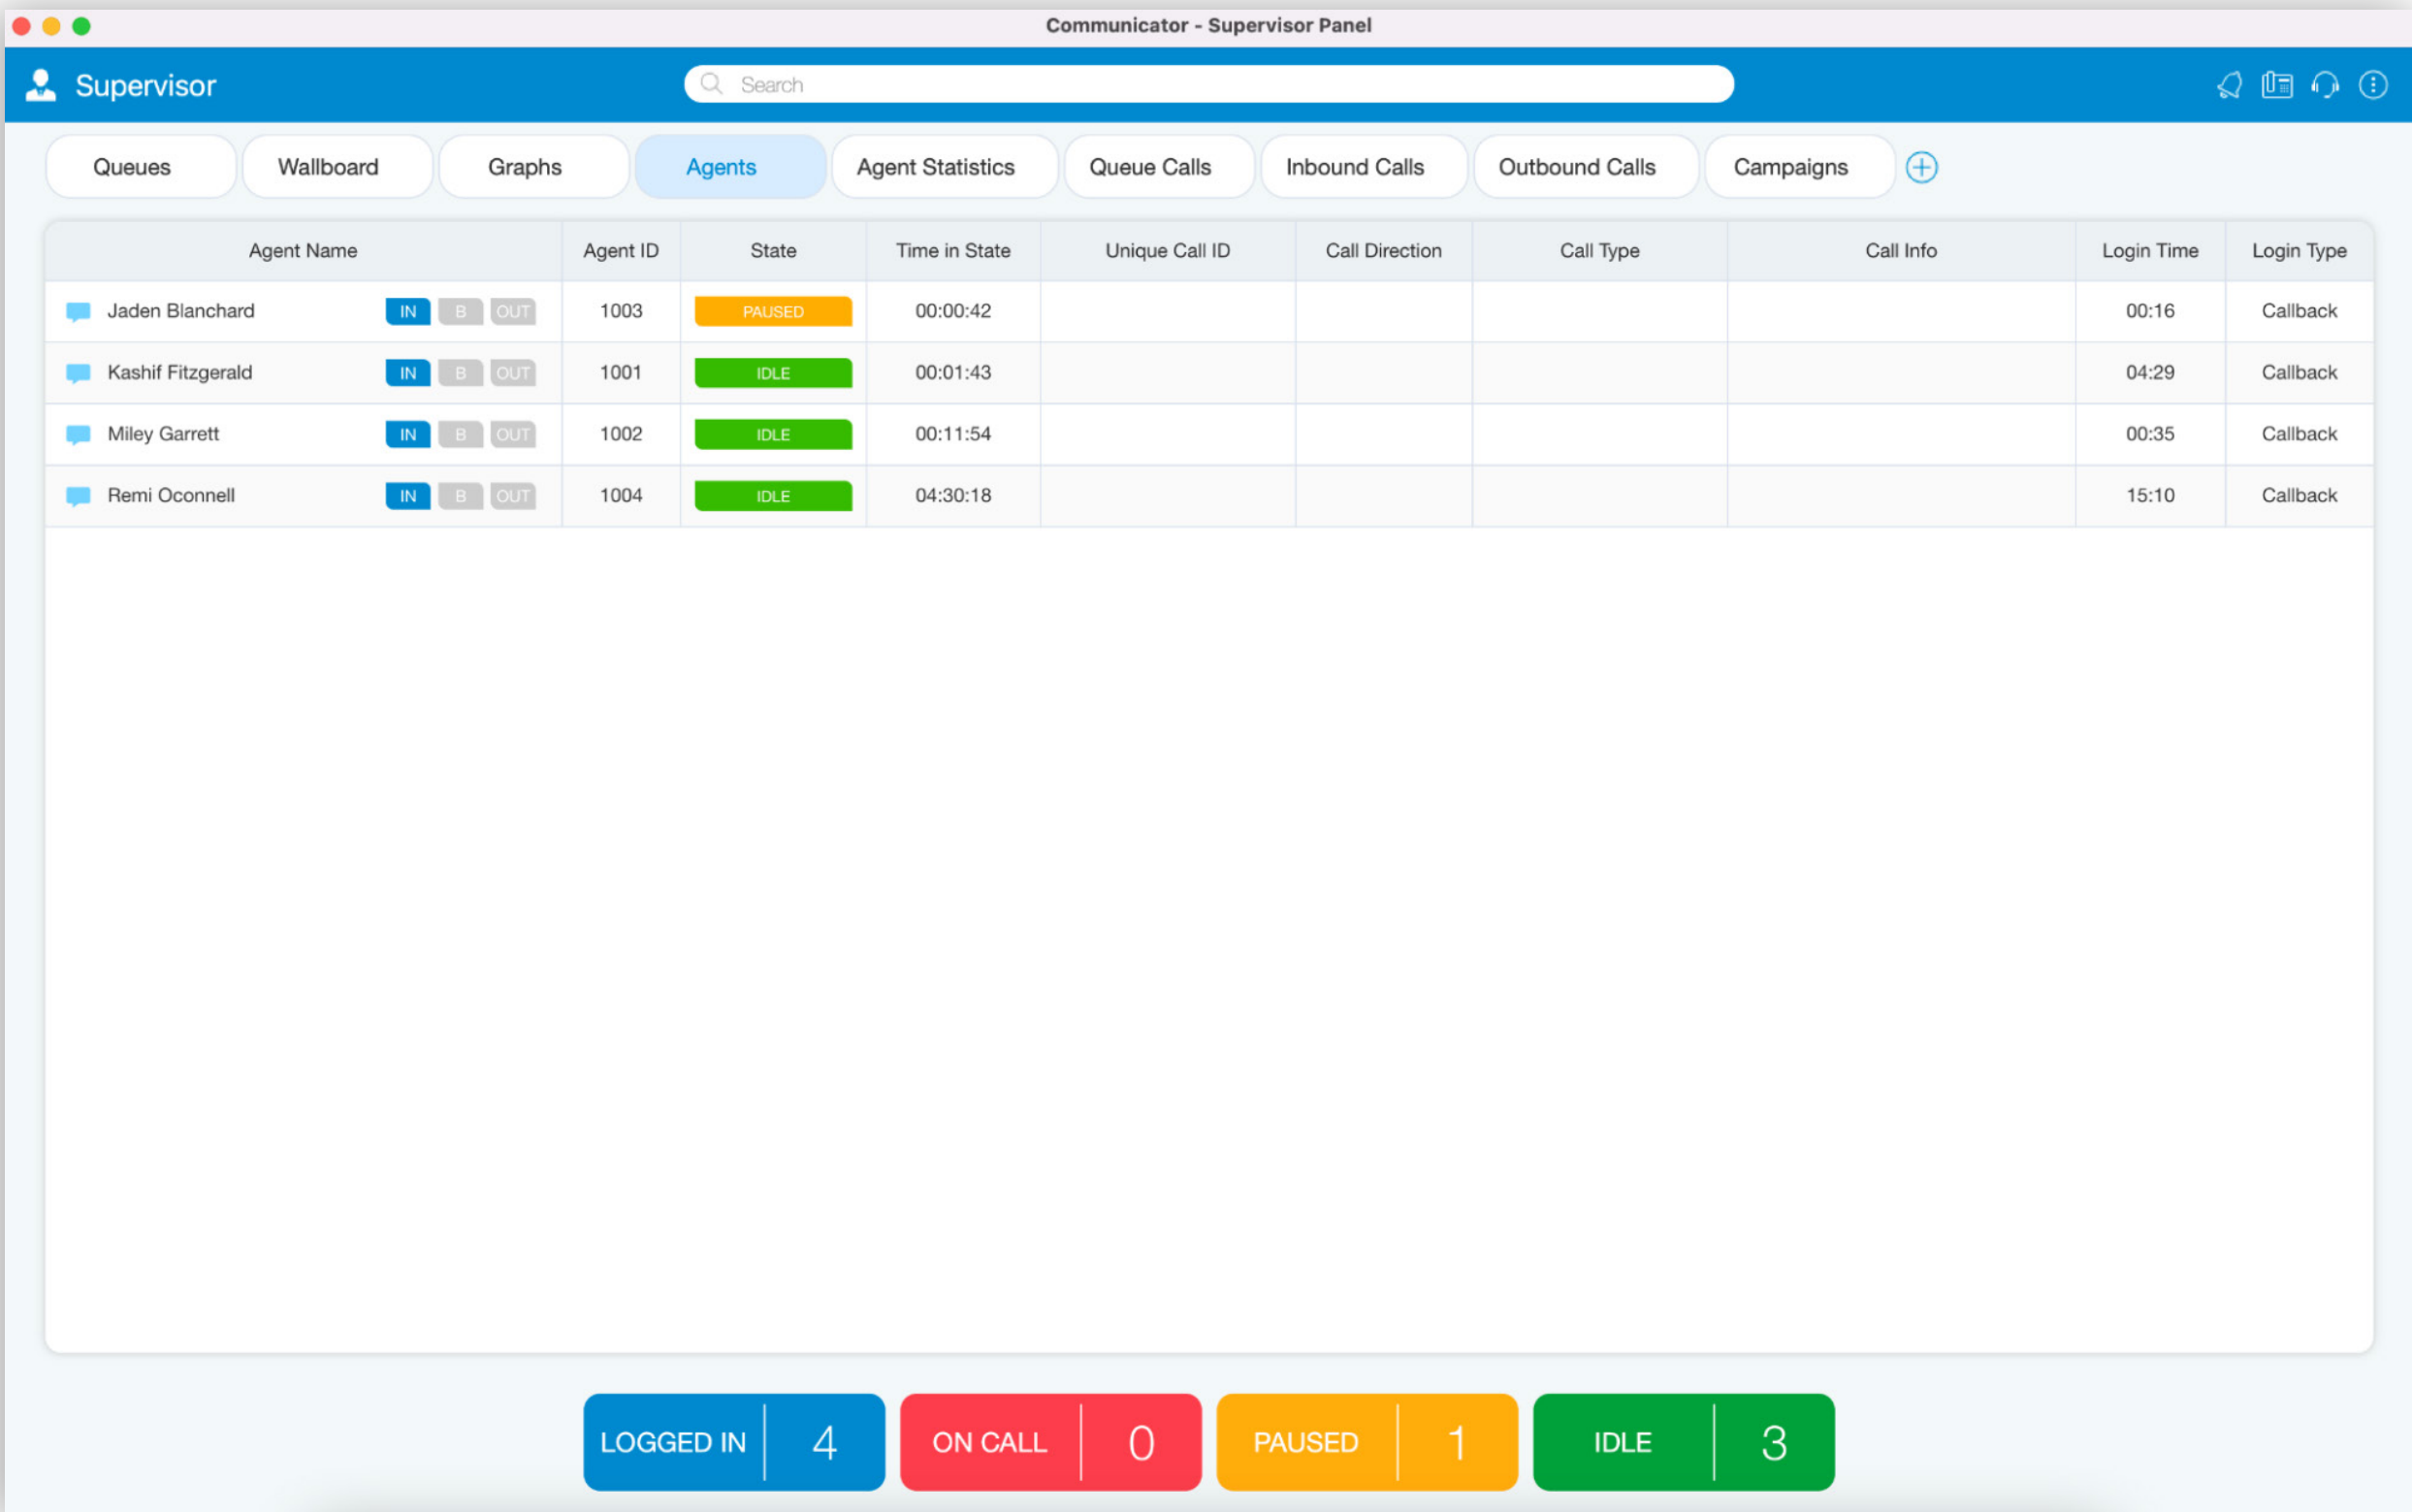 Communicator - Supervisor Panel
Supervisor Search
Queues Wallboard Graphs Agents Agent Statistics Queue Calls Inbound Calls Outbound Calls Campaigns
Agent Name Agent ID State Time in State Unique Call ID Call Direction Call Type Call Info Login Time Login Type
Jaden Blanchard IN B OUT 1003 PAUSED 00:00:42 00:16 Callback
Kashif Fitzgerald IN B OUT 1001 IDLE 00:01:43 04:29 Callback
Miley Garrett IN B OUT 1002 IDLE 00:11:54 00:35 Callback
Remi Oconnell IN B OUT 1004 IDLE 04:30:18 15:10 Callback
LOGGED IN 4 ON CALL 0 PAUSED 1 IDLE 3